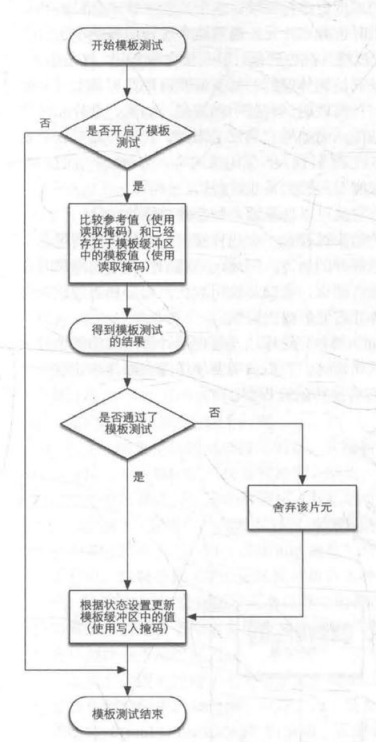 开始模板测试
否
是否开启了模板
测试
是
比较参考值（使用
读取掩码）和已经
存在于模板缓冲区
中的模板值（使用
读取掩码）
得到模板测试
的结果
是否通过了
模板测试
否
是
舍弃该片元
根据状态设置更新
模板缓冲区中的值
（使用写入掩码）
模板测试结束